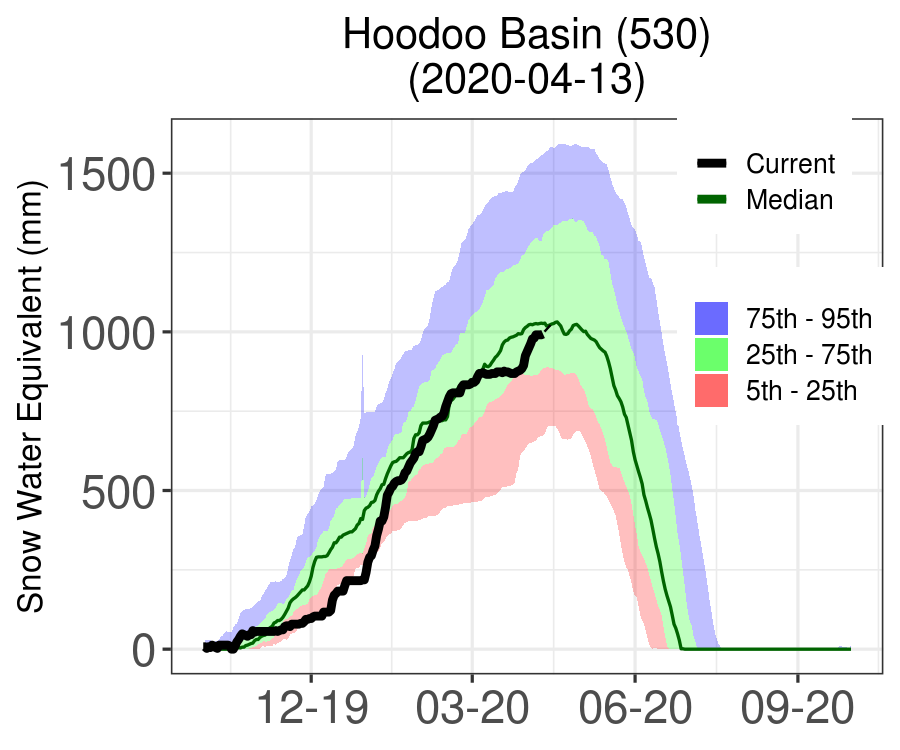 Hoodoo Basin (530)
(2020-04-13)
Snow Water Equivalent (mm)
1500
1000
500
0
12-19
03-20
06-20
09-20
Current
Median
75th - 95th
25th - 75th
5th - 25th